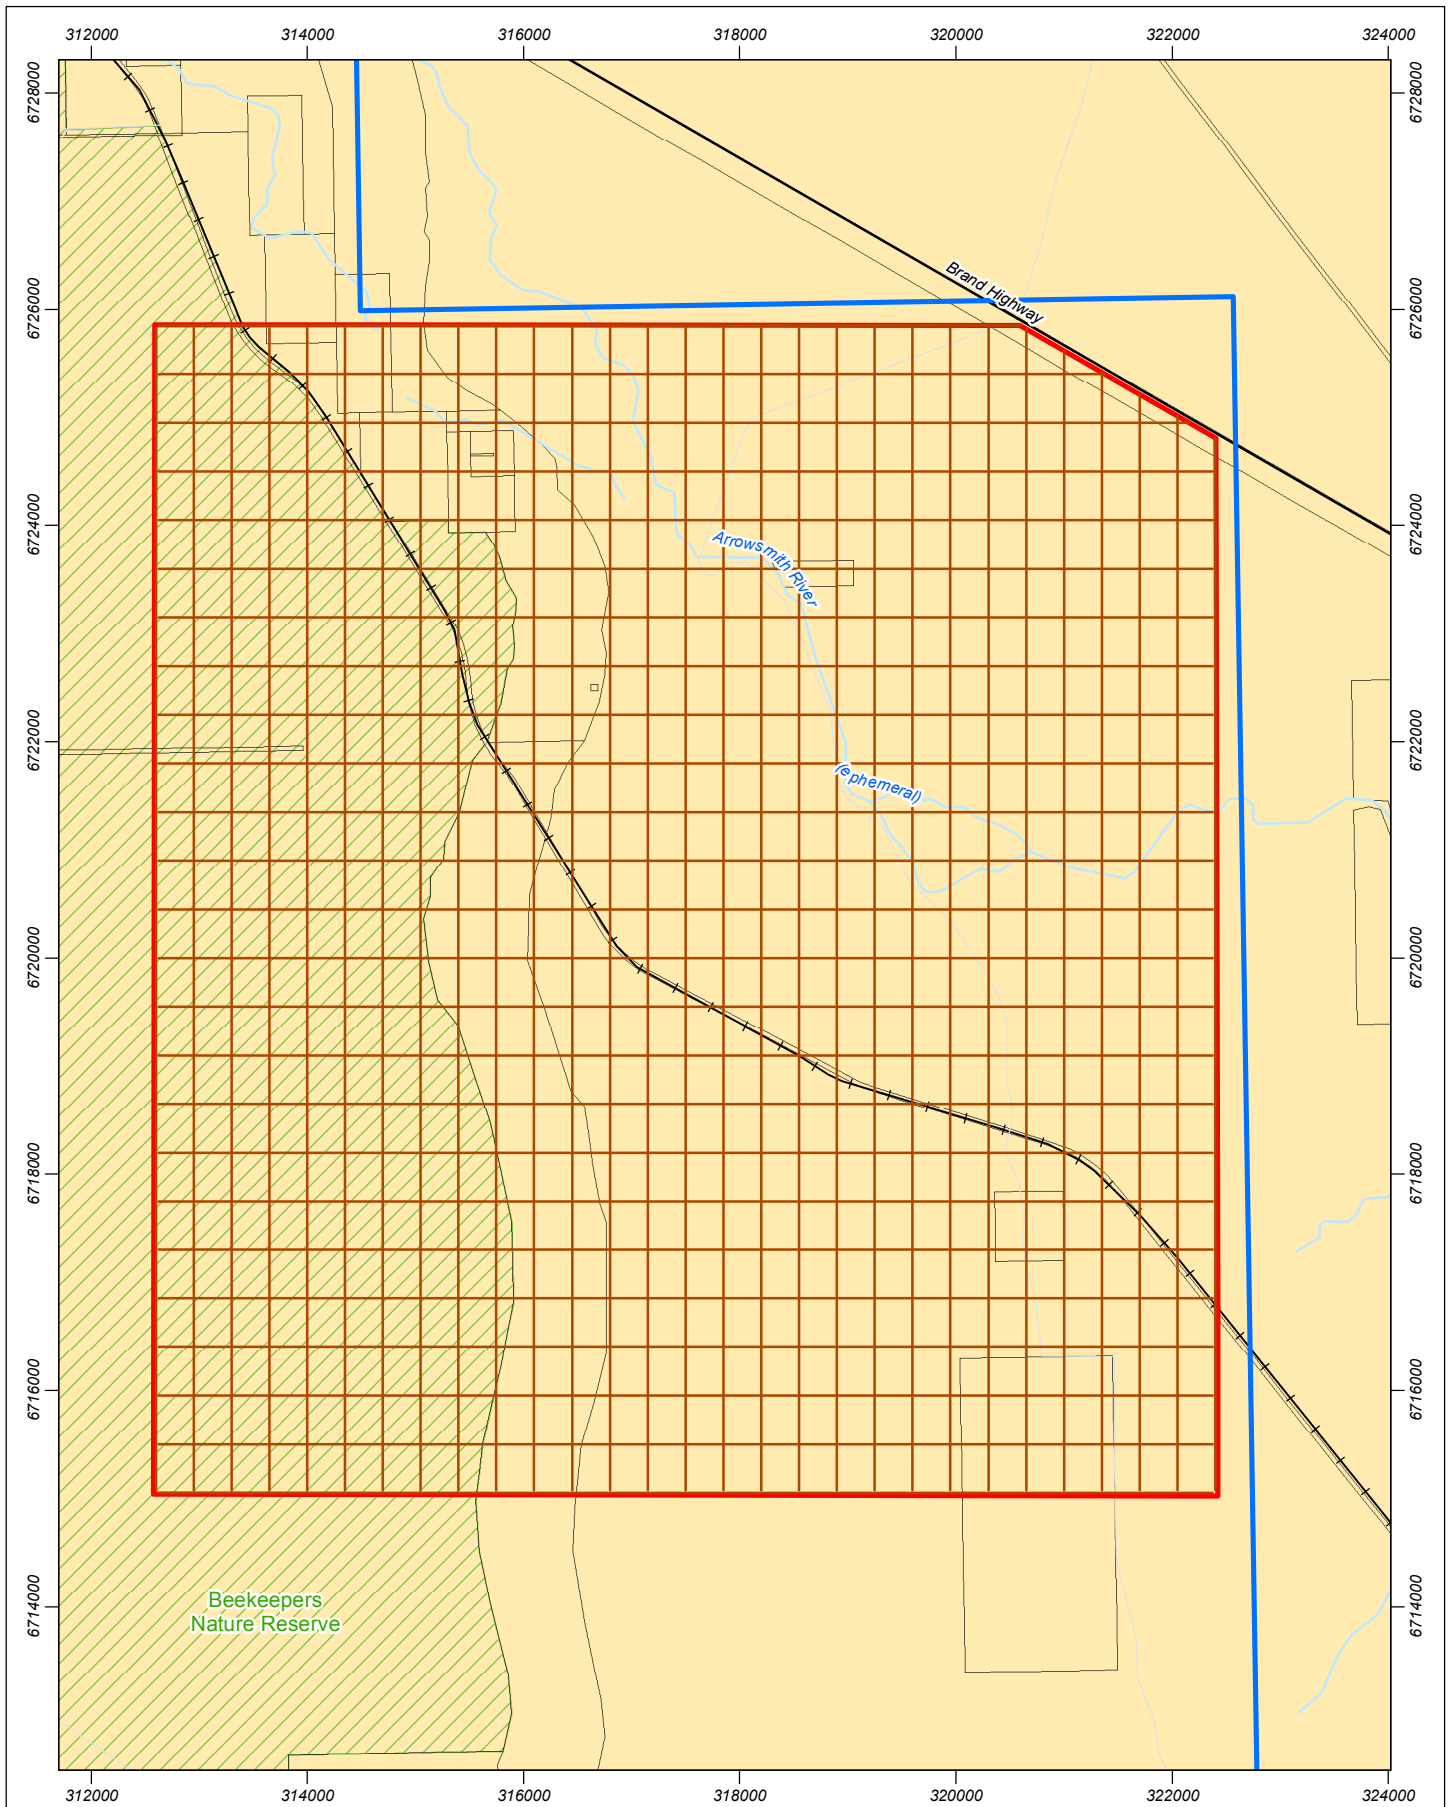 312000 314000 316000 318000 320000 322000 324000
6728000 6728000
Brand Highway
6726000 6726000
6724000 6724000
Arrowsmith River
6722000 6722000
(ephemeral)
6720000 6720000
6718000 6718000
6716000 6716000
6714000 6714000
Beekeepers
Nature Reserve
312000 314000 316000 318000 320000 322000 324000